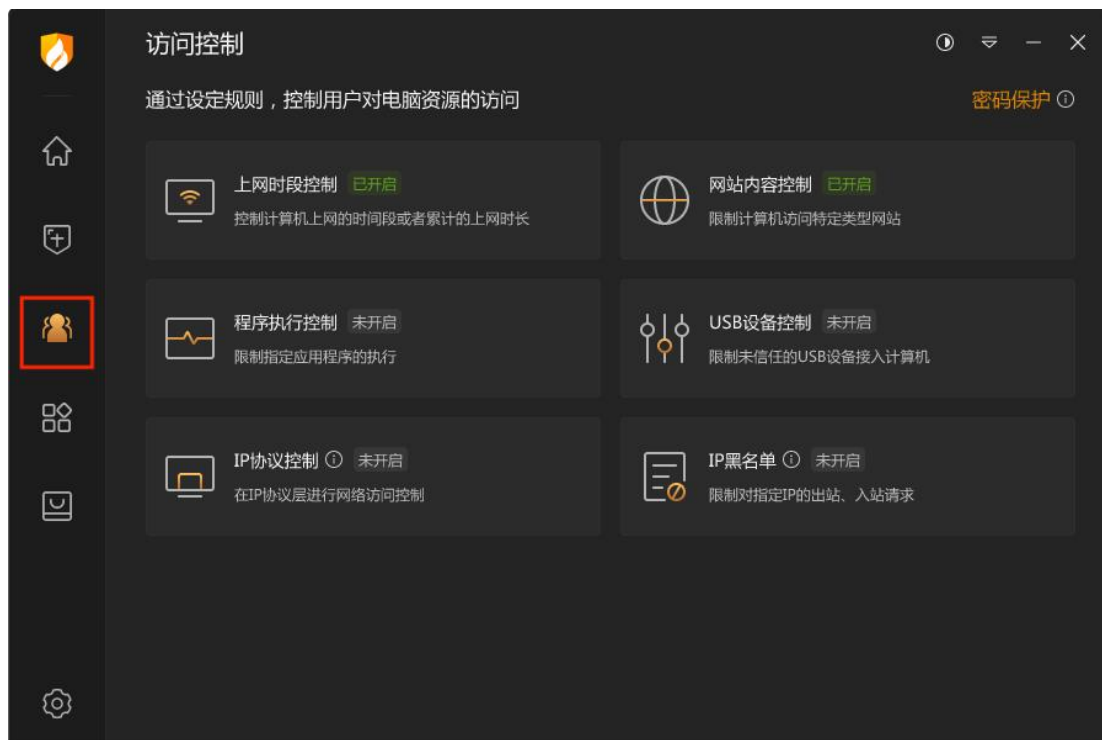 访问控制
通过设定规则，控制用户对电脑资源的访问
密码保护
上网时段控制 已开启
控制计算机上网的时间段或者累计的上网时长
网站内容控制 已开启
限制计算机访问特定类型网站
程序执行控制 未开启
限制指定应用程序的执行
USB设备控制 未开启
限制未信任的USB设备接入计算机
IP协议控制 未开启
在IP协议层进行网络访问控制
IP黑名单 未开启
限制对指定IP的出站、入站请求